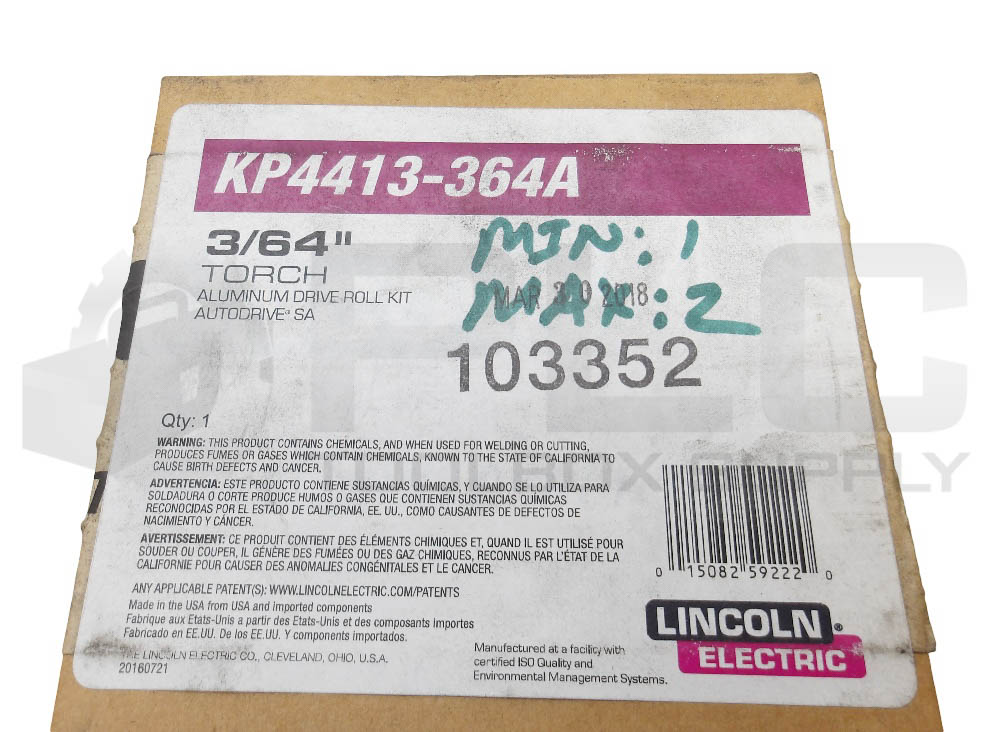 KP4413-364A
3/64"
TORCH
ALUMINUM DRIVE ROLL KIT
AUTODRIVE SA
MIN: 1
MAR 2018
MAX: 2
103352
Qty: 1
WARNING: THIS PRODUCT CONTAINS CHEMICALS, AND WHEN USED FOR WELDING OR CUTTING,
PRODUCES FUMES OR GASES WHICH CONTAIN CHEMICALS, KNOWN TO THE STATE OF CALIFORNIA TO
CAUSE BIRTH DEFECTS AND CANCER.
ADVERTENCIA: ESTE PRODUCTO CONTIENE SUSTANCIAS QUÍMICAS, Y CUANDO SE LO UTILIZA PARA
SOLDADURA O CORTE PRODUCE HUMOS O GASES QUE CONTIENEN SUSTANCIAS QUÍMICAS
RECONOCIDAS POR EL ESTADO DE CALIFORNIA, EE. UU., COMO CAUSANTES DE DEFECTOS DE
NACIMIENTO Y CÁNCER.
AVERTISSEMENT: CE PRODUIT CONTIENT DES ÉLÉMENTS CHIMIQUES ET, QUAND IL EST UTILISÉ POUR
SOUDER OU COUPER, IL GÉNÈRE DES FUMÉES OU DES GAZ CHIMIQUES, RECONNUS PAR L'ÉTAT DE LA
CALIFORNIE POUR CAUSER DES ANOMALIES CONGÉNITALES ET LE CANCER.
ANY APPLICABLE PATENT(S): WWW.LINCOLNELECTRIC.COM/PATENTS
Made in the USA from USA and imported components
Fabrique aux Etats-Unis a partir des Etats-Unis et des composants importes
Fabricado en EE.UU. De los EE.UU. Y componentes importados.
THE LINCOLN ELECTRIC CO., CLEVELAND, OHIO, U.S.A.
20160721
Manufactured at a facility with
certified ISO Quality and
Environmental Management Systems.
0 15082 59222 0
LINCOLN ®
ELECTRIC
PLC
TOOLBOX SUPPLY